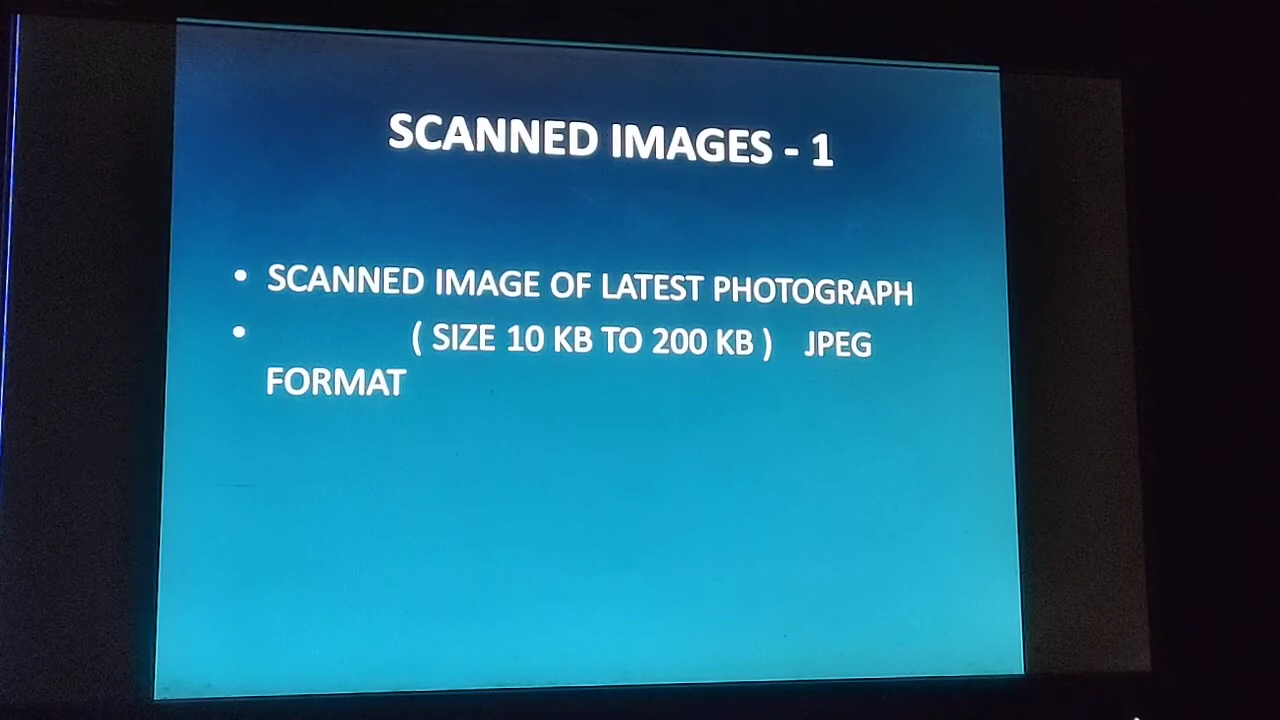 SCANNED IMAGES - 1
• SCANNED IMAGE OF LATEST PHOTOGRAPH
• ( SIZE 10 KB TO 200 KB ) JPEG
FORMAT